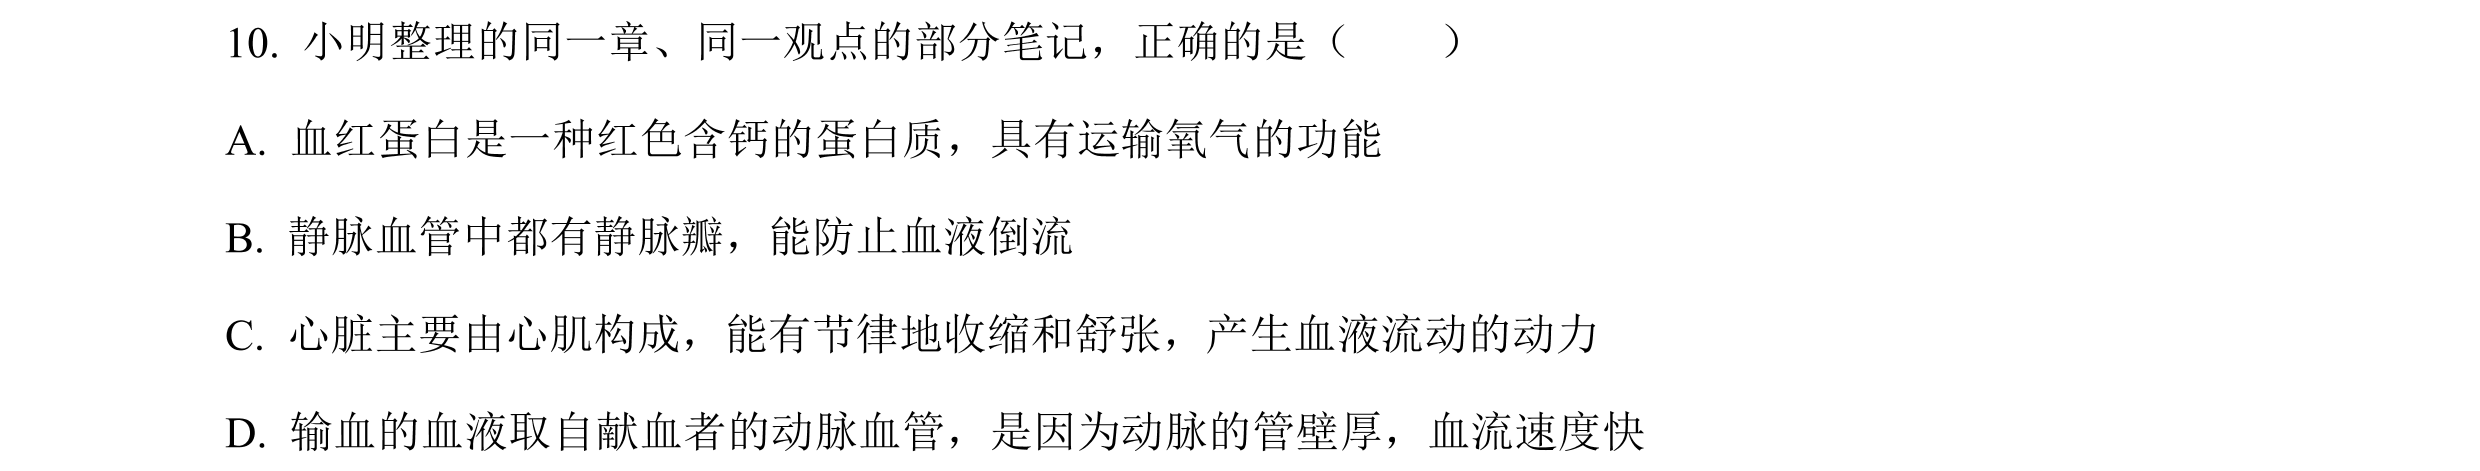 10. 小明整理的同一章、同一观点的部分笔记，正确的是（　　）
A. 血红蛋白是一种红色含钙的蛋白质，具有运输氧气的功能
B. 静脉血管中都有静脉瓣，能防止血液倒流
C. 心脏主要由心肌构成，能有节律地收缩和舒张，产生血液流动的动力
D. 输血的血液取自献血者的动脉血管，是因为动脉的管壁厚，血流速度快